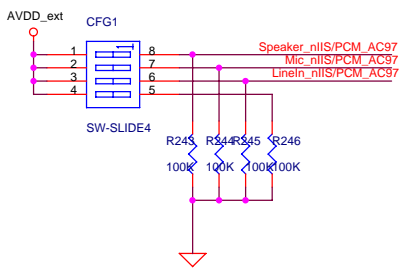 AVDD_ext
CFG1
1
2
3
4
8
7
6
5
Speaker_nIIS/PCM_AC97
Mic_nIIS/PCM_AC97
LineIn_nIIS/PCM_AC97
SW-SLIDE4
R243 R244 R245 R246
100K 100K 100K 100K